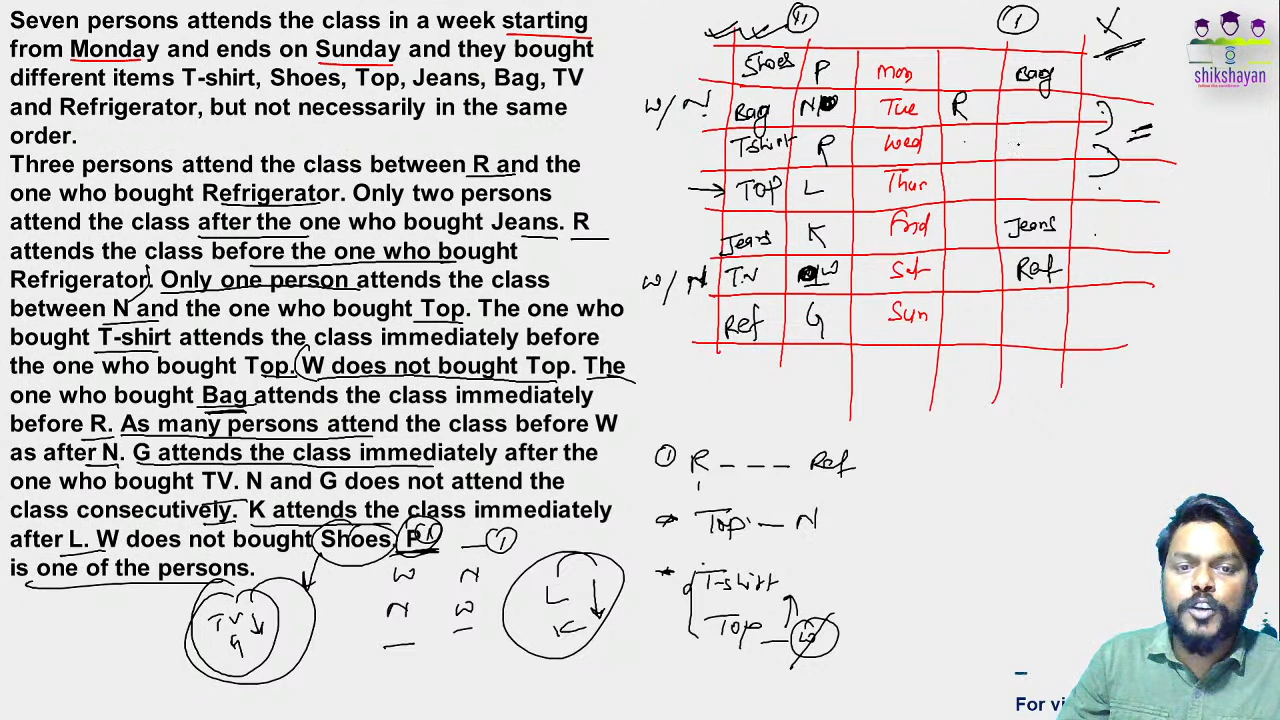 Seven persons attends the class in a week starting
from Monday and ends on Sunday and they bought
different items T-shirt, Shoes, Top, Jeans, Bag, TV
and Refrigerator, but not necessarily in the same
order.
Three persons attend the class between R and the
one who bought Refrigerator. Only two persons
attend the class after the one who bought Jeans. R
attends the class before the one who bought
Refrigerator. Only one person attends the class
between N and the one who bought Top. The one who
bought T-shirt attends the class immediately before
the one who bought Top. W does not bought Top. The
one who bought Bag attends the class immediately
before R. As many persons attend the class before W
as after N. G attends the class immediately after the
one who bought TV. N and G does not attend the
class consecutively. K attends the class immediately
after L. W does not bought Shoes. P
is one of the persons.
II I X
Shoes P Mon Bag
W/N Bag N Tue R
T-shirt R Wed
Top L Thur
Jears K Jeans
W/N T.V W Sat Ref
Ref G Sun
I R _ _ _ Ref
Top _ N
T-shirt
Top _ W
I
W N
N W
TV
G
L
K
shikshayan
For vi